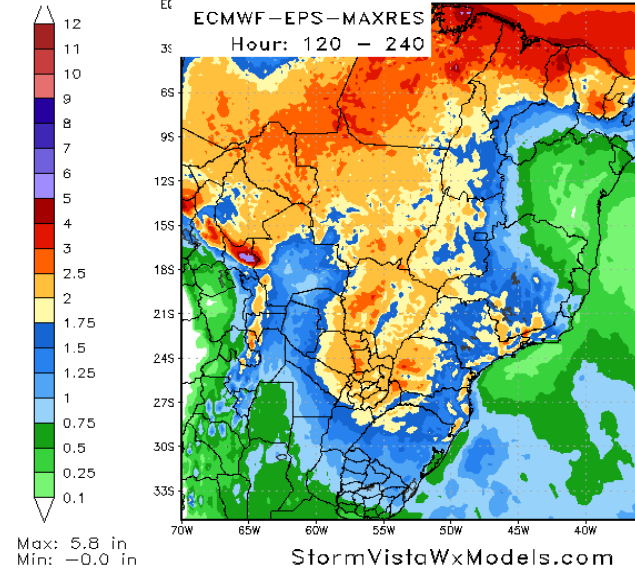 ECMWF-EPS-MAXRES
Hour: 120 - 240
12
11
10
9
8
7
6
5
4
3
2.5
2
1.75
1.5
1.25
1
0.75
0.5
0.25
0.1
3S
6S
9S
12S
15S
18S
21S
24S
27S
30S
33S
70W 65W 60W 55W 50W 45W 40W
Max: 5.8 in
Min: -0.0 in
StormVistaWxModels.com